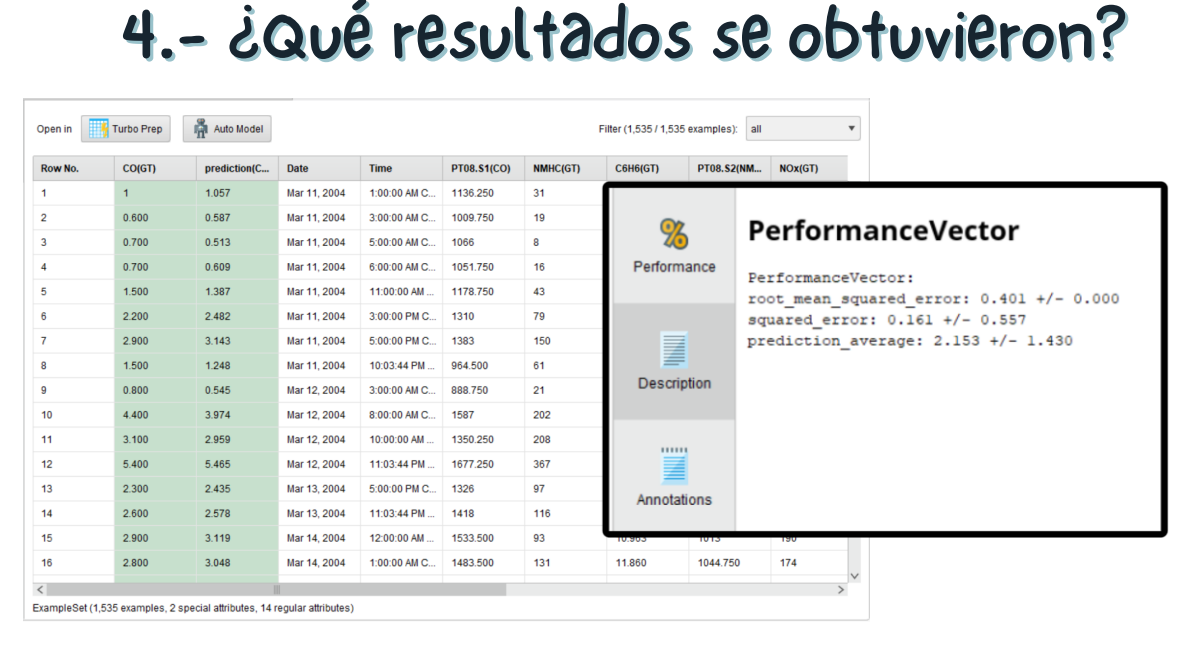 4.- ¿Qué resultados se obtuvieron?
Open in Turbo Prep Auto Model Filter (1,535 / 1,535 examples): all
Row No. CO(GT) prediction(C... Date Time PT08.S1(CO) NMHC(GT) C6H6(GT) PT08.S2(NM... NOx(GT)
1 1 1.057 Mar 11, 2004 1:00:00 AM C... 1136.250 31
2 0.600 0.587 Mar 11, 2004 3:00:00 AM C... 1009.750 19
3 0.700 0.513 Mar 11, 2004 5:00:00 AM C... 1066 8
4 0.700 0.609 Mar 11, 2004 6:00:00 AM C... 1051.750 16
5 1.500 1.387 Mar 11, 2004 11:00:00 AM ... 1178.750 43
6 2.200 2.482 Mar 11, 2004 3:00:00 PM C... 1310 79
7 2.900 3.143 Mar 11, 2004 5:00:00 PM C... 1383 150
8 1.500 1.248 Mar 11, 2004 10:03:44 PM ... 964.500 61
9 0.800 0.545 Mar 12, 2004 3:00:00 AM C... 888.750 21
10 4.400 3.974 Mar 12, 2004 8:00:00 AM C... 1587 202
11 3.100 2.959 Mar 12, 2004 10:00:00 AM ... 1350.250 208
12 5.400 5.465 Mar 12, 2004 11:03:44 PM ... 1677.250 367
13 2.300 2.435 Mar 13, 2004 5:00:00 PM C... 1326 97
14 2.600 2.578 Mar 13, 2004 11:03:44 PM ... 1418 116
15 2.900 3.119 Mar 14, 2004 12:00:00 AM ... 1533.500 93 10.963 1013 190
16 2.800 3.048 Mar 14, 2004 1:00:00 AM C... 1483.500 131 11.860 1044.750 174
ExampleSet (1,535 examples, 2 special attributes, 14 regular attributes)
%
Performance
Description
Annotations
PerformanceVector
PerformanceVector:
root_mean_squared_error: 0.401 +/- 0.000
squared_error: 0.161 +/- 0.557
prediction_average: 2.153 +/- 1.430